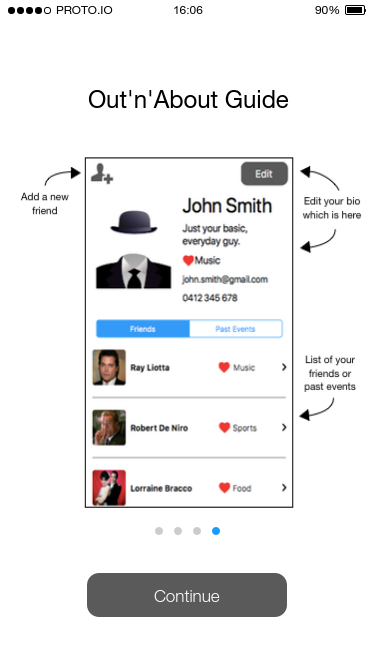 PROTO.IO 16:06 90%
Out'n'About Guide
Add a new
friend
Edit
Edit your bio
which is here
John Smith
Just your basic,
everyday guy.
Music
john.smith@gmail.com
0412 345 678
Friends Past Events
Ray Liotta Music
List of your
friends or
past events
Robert De Niro Sports
Lorraine Bracco Food
Continue